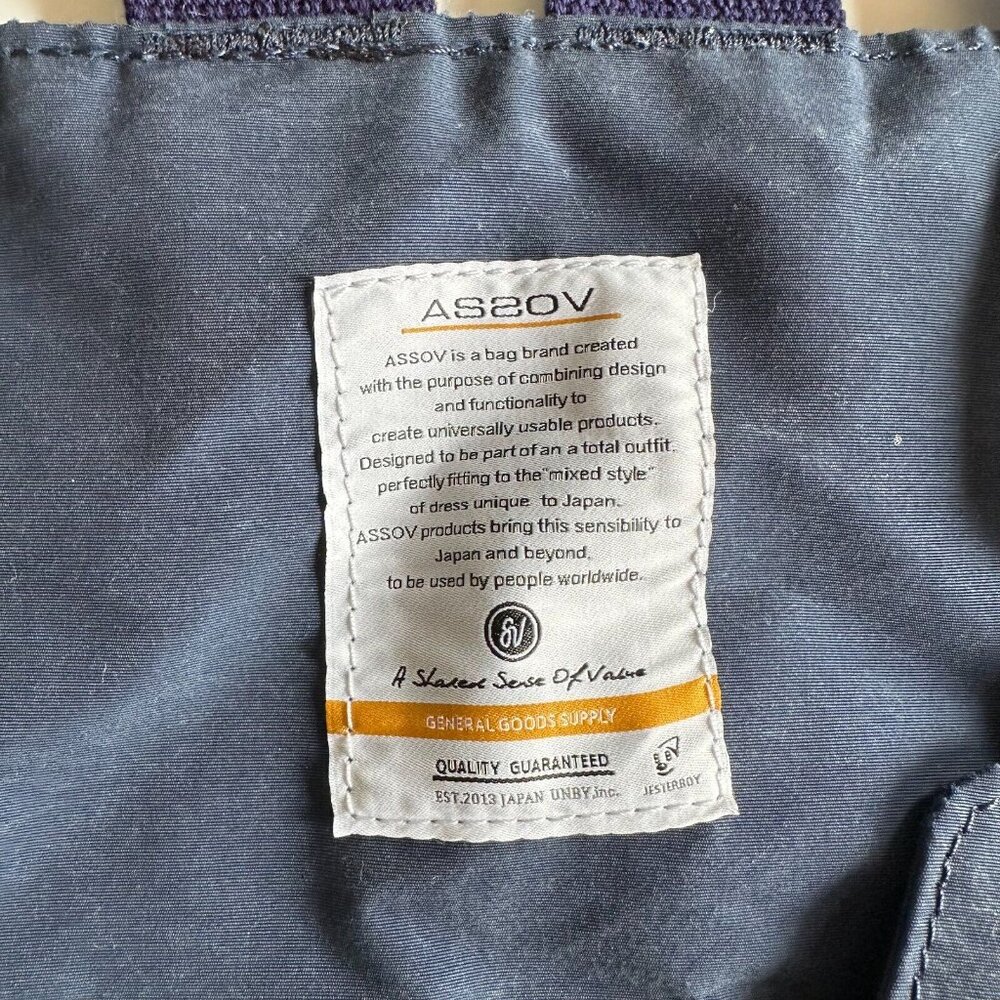 ASSOV
ASSOV is a bag brand created
with the purpose of combining design
and functionality to
create universally usable products.
Designed to be part of an a total outfit.
perfectly fitting to the "mixed style"
of dress unique to Japan.
ASSOV products bring this sensibility to
Japan and beyond,
to be used by people worldwide.
SV
A Shared Sense Of Value
GENERAL GOODS SUPPLY
QUALITY GUARANTEED
EST.2013 JAPAN UNBY.inc.
JESTERBOY